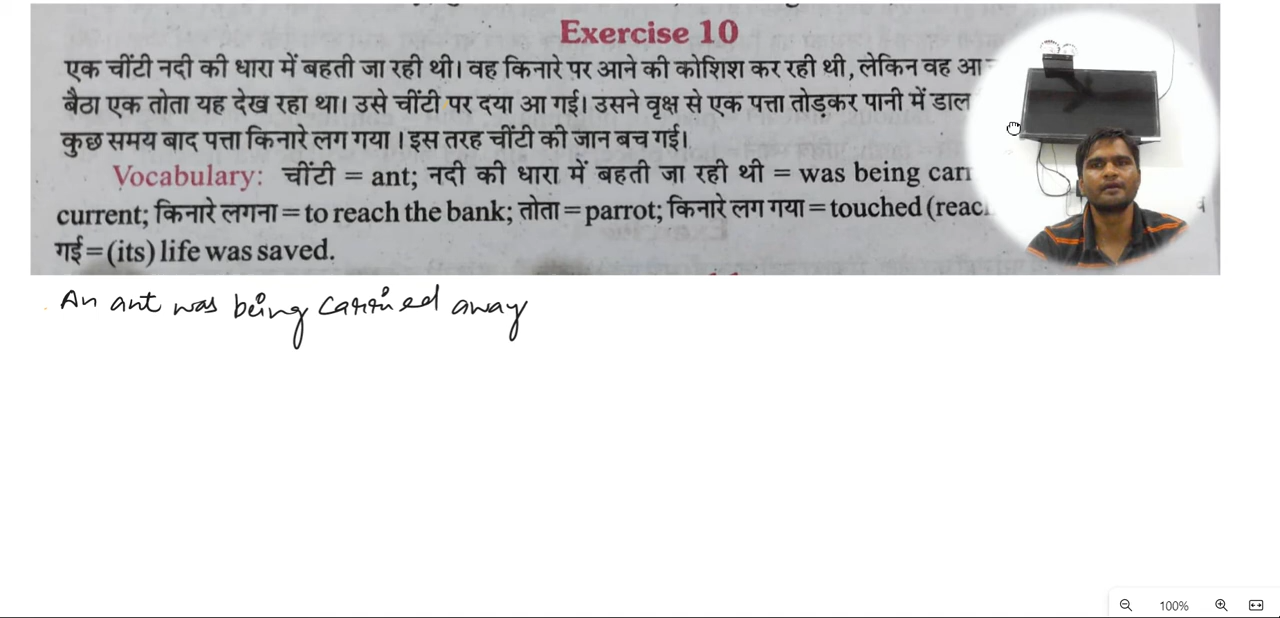 Exercise 10
एक चींटी नदी की धारा में बहती जा रही थी। वह किनारे पर आने की कोशिश कर रही थी, लेकिन वह आ
बैठा एक तोता यह देख रहा था। उसे चींटी पर दया आ गई। उसने वृक्ष से एक पत्ता तोड़कर पानी में डाल
कुछ समय बाद पत्ता किनारे लग गया। इस तरह चींटी की जान बच गई।
Vocabulary: चींटी = ant; नदी की धारा में बहती जा रही थी = was being
current; किनारे लगना = to reach the bank; तोता = parrot; किनारे लग गया = touched
गई = (its) life was saved.
An ant was being carried away
100%